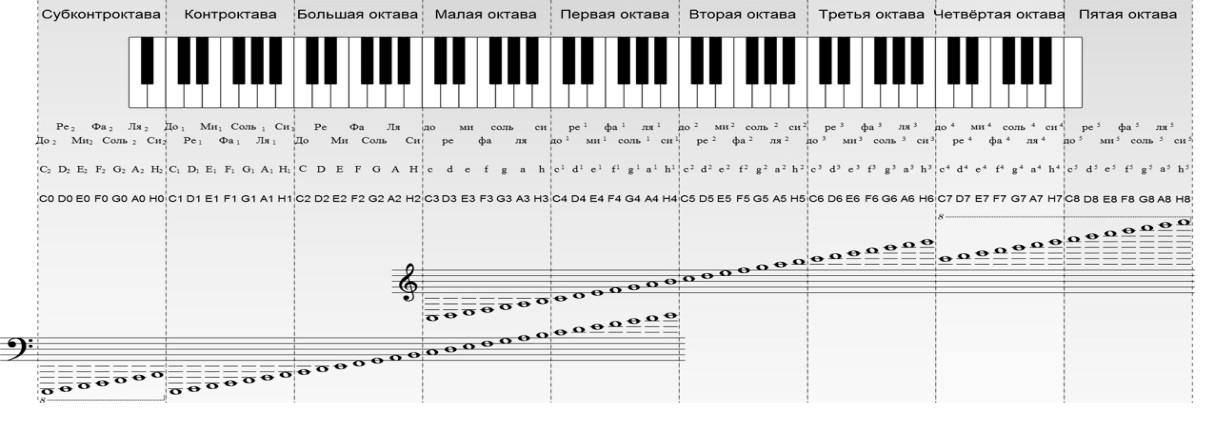 Субконтроктава Контроктава Большая октава Малая октава Первая октава Вторая октава Третья октава Четвёртая октава Пятая октава
Ре₂ Фа₂ Ля₂ До₁ Ми₁ Соль₁ Си₁ Ре Фа Ля до ми соль си ре¹ фа¹ ля¹ до² ми² соль² си² ре³ фа³ ля³ до⁴ ми⁴ соль⁴ си⁴ ре⁵ фа⁵ ля⁵
До₂ Ми₂ Соль₂ Си₂ Ре₁ Фа₁ Ля₁ До Ми Соль Си ре фа ля до¹ ми¹ соль¹ си¹ ре² фа² ля² до³ ми³ соль³ си³ ре⁴ фа⁴ ля⁴ до⁵ ми⁵ соль⁵ си⁵
C₂ D₂ E₂ F₂ G₂ A₂ H₂ C₁ D₁ E₁ F₁ G₁ A₁ H₁ C D E F G A H c d e f g a h c¹ d¹ e¹ f¹ g¹ a¹ h¹ c² d² e² f² g² a² h² c³ d³ e³ f³ g³ a³ h³ c⁴ d⁴ e⁴ f⁴ g⁴ a⁴ h⁴ c⁵ d⁵ e⁵ f⁵ g⁵ a⁵ h⁵
C0 D0 E0 F0 G0 A0 H0 C1 D1 E1 F1 G1 A1 H1 C2 D2 E2 F2 G2 A2 H2 C3 D3 E3 F3 G3 A3 H3 C4 D4 E4 F4 G4 A4 H4 C5 D5 E5 F5 G5 A5 H5 C6 D6 E6 F6 G6 A6 H6 C7 D7 E7 F7 G7 A7 H7 C8 D8 E8 F8 G8 A8 H8
8
8